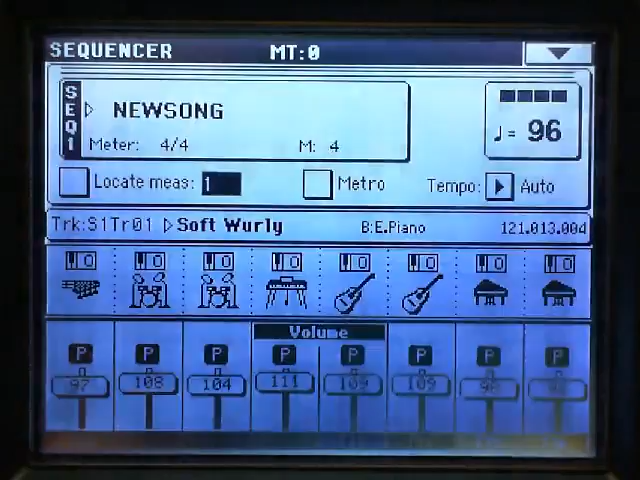 SEQUENCER MT:0
SEQ1
NEWSONG
Meter: 4/4 M: 4
♩= 96
Locate meas: 1 Metro Tempo: Auto
Trk:S1Tr01 Soft Wurly B:E.Piano 121.013.004
Volume
P P P P P P P P
97 108 104 111 109 109